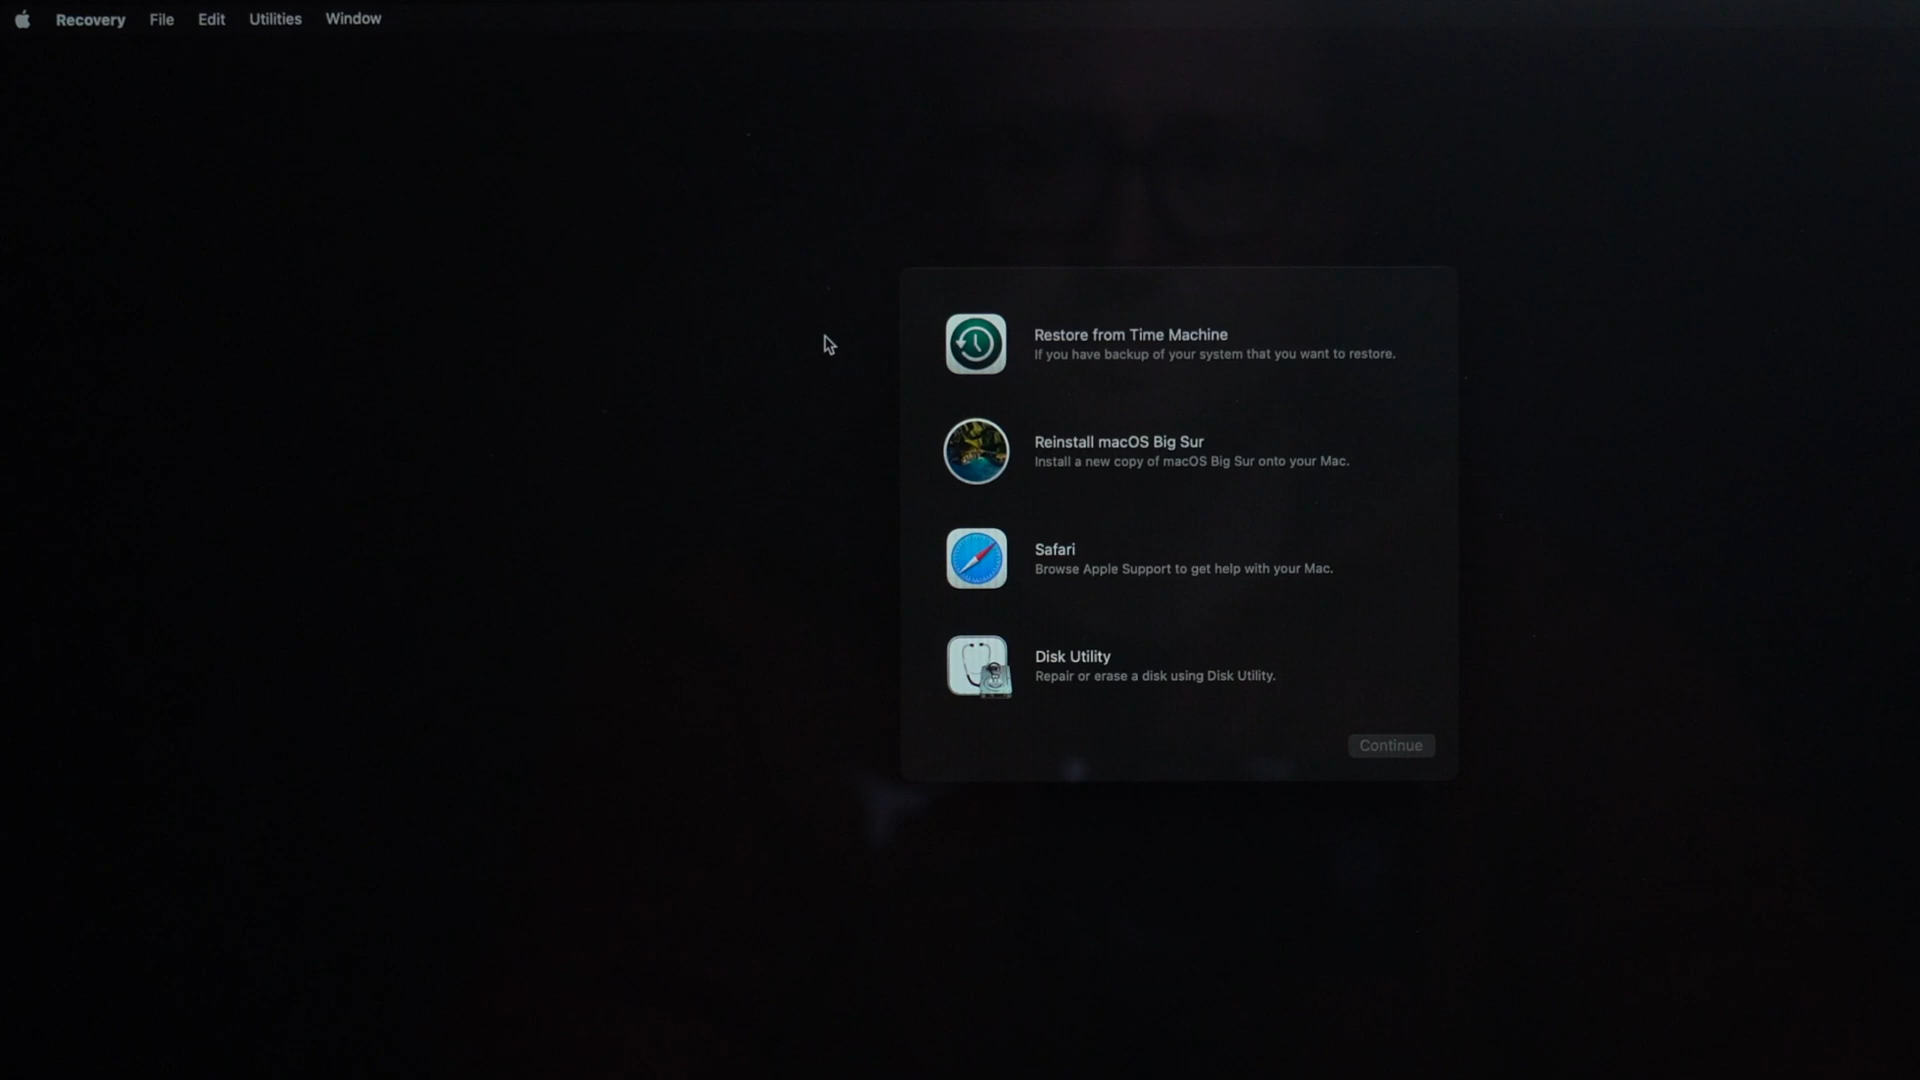 Recovery File Edit Utilities Window
Restore from Time Machine
If you have backup of your system that you want to restore.
Reinstall macOS Big Sur
Install a new copy of macOS Big Sur onto your Mac.
Safari
Browse Apple Support to get help with your Mac.
Disk Utility
Repair or erase a disk using Disk Utility.
Continue